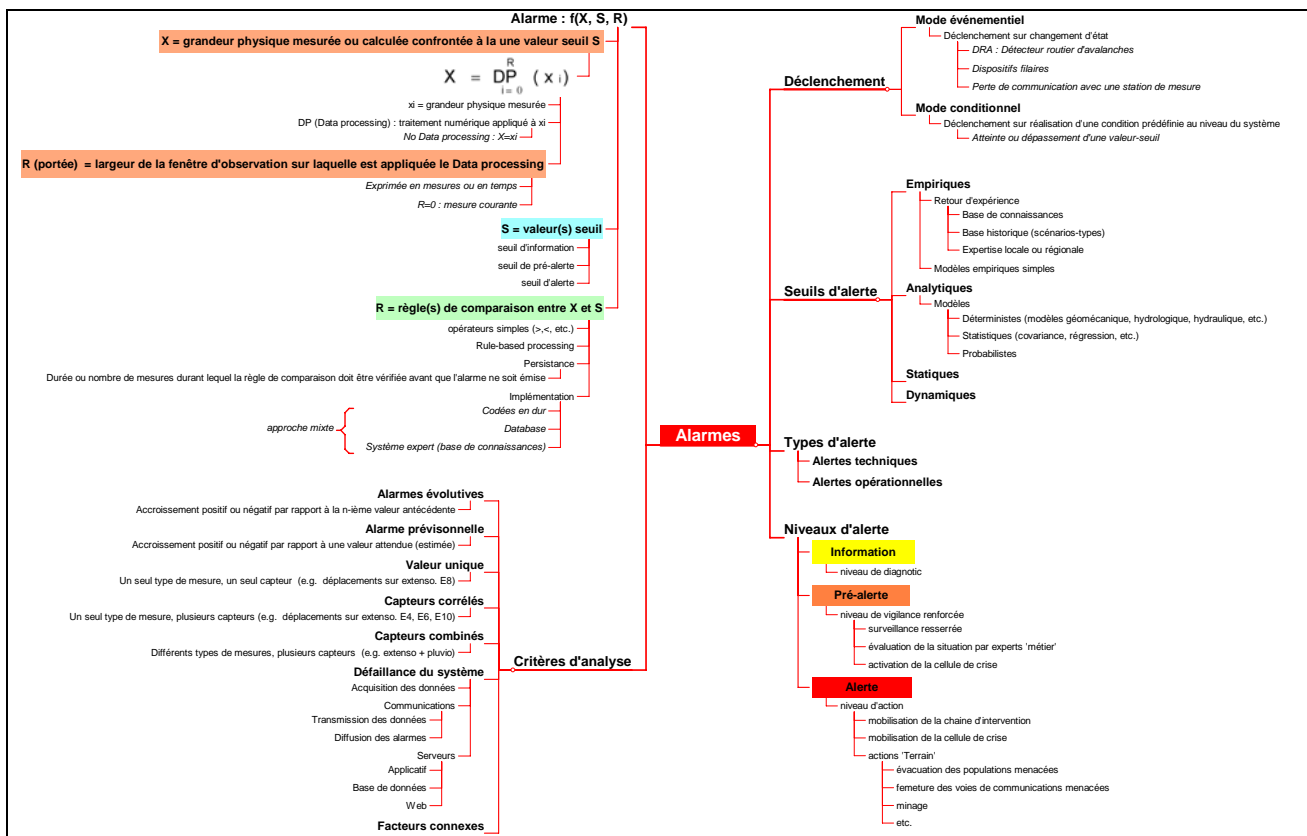 Alarme : f(X, S, R)
X = grandeur physique mesurée ou calculée confrontée à la une valeur seuil S
X = DP ( x i )
R
i = 0
xi = grandeur physique mesurée
DP (Data processing) : traitement numérique appliqué à xi
No Data processing : X=xi
R (portée) = largeur de la fenêtre d'observation sur laquelle est appliquée le Data processing
Exprimée en mesures ou en temps
R=0 : mesure courante
S = valeur(s) seuil
seuil d'information
seuil de pré-alerte
seuil d'alerte
R = règle(s) de comparaison entre X et S
opérateurs simples (>,<, etc.)
Rule-based processing
Persistance
Durée ou nombre de mesures durant lequel la règle de comparaison doit être vérifiée avant que l'alarme ne soit émise
Implémentation
Codées en dur
approche mixte
Database
Système expert (base de connaissances)
Alarmes
Alarmes évolutives
Accroissement positif ou négatif par rapport à la n-ième valeur antécédente
Alarme prévisonnelle
Accroissement positif ou négatif par rapport à une valeur attendue (estimée)
Valeur unique
Un seul type de mesure, un seul capteur (e.g. déplacements sur extenso. E8)
Capteurs corrélés
Un seul type de mesure, plusieurs capteurs (e.g. déplacements sur extenso. E4, E6, E10)
Capteurs combinés
Différents types de mesures, plusieurs capteurs (e.g. extenso + pluvio)
Critères d'analyse
Défaillance du système
Acquisition des données
Communications
Transmission des données
Diffusion des alarmes
Serveurs
Applicatif
Base de données
Web
Facteurs connexes
Déclenchement
Mode événementiel
Déclenchement sur changement d'état
DRA : Détecteur routier d'avalanches
Dispositifs filaires
Perte de communication avec une station de mesure
Mode conditionnel
Déclenchement sur réalisation d'une condition prédéfinie au niveau du système
Atteinte ou dépassement d'une valeur-seuil
Seuils d'alerte
Empiriques
Retour d'expérience
Base de connaissances
Base historique (scénarios-types)
Expertise locale ou régionale
Modèles empiriques simples
Analytiques
Modèles
Déterministes (modèles géomécanique, hydrologique, hydraulique, etc.)
Statistiques (covariance, régression, etc.)
Probabilistes
Statiques
Dynamiques
Types d'alerte
Alertes techniques
Alertes opérationnelles
Niveaux d'alerte
Information
niveau de diagnotic
Pré-alerte
niveau de vigilance renforcée
surveillance resserrée
évaluation de la situation par experts 'métier'
activation de la cellule de crise
Alerte
niveau d'action
mobilisation de la chaine d'intervention
mobilisation de la cellule de crise
actions 'Terrain'
évacuation des populations menacées
femeture des voies de communications menacées
minage
etc.